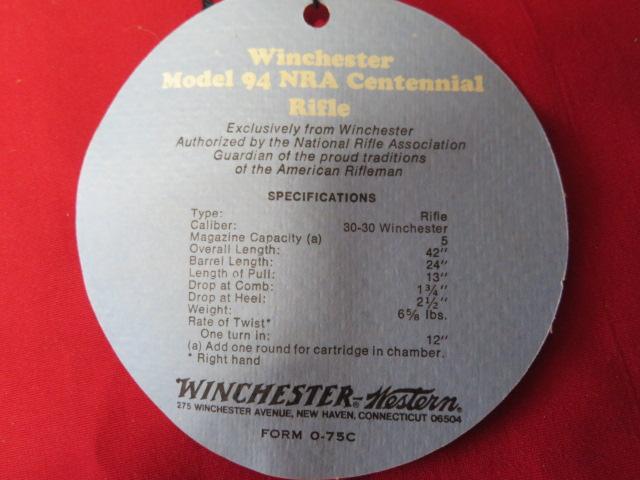 Winchester
Model 94 NRA Centennial
Rifle
Exclusively from Winchester
Authorized by the National Rifle Association
Guardian of the proud traditions
of the American Rifleman
SPECIFICATIONS
Type: Rifle
Caliber: 30-30 Winchester
Magazine Capacity (a) 5
Overall Length: 42"
Barrel Length: 24"
Length of Pull: 13"
Drop at Comb: 1¾"
Drop at Heel: 2½"
Weight: 6⅝ lbs.
Rate of Twist*
One turn in: 12"
(a) Add one round for cartridge in chamber.
* Right hand
WINCHESTER®-Western®
275 WINCHESTER AVENUE, NEW HAVEN, CONNECTICUT 06504
FORM O-75C